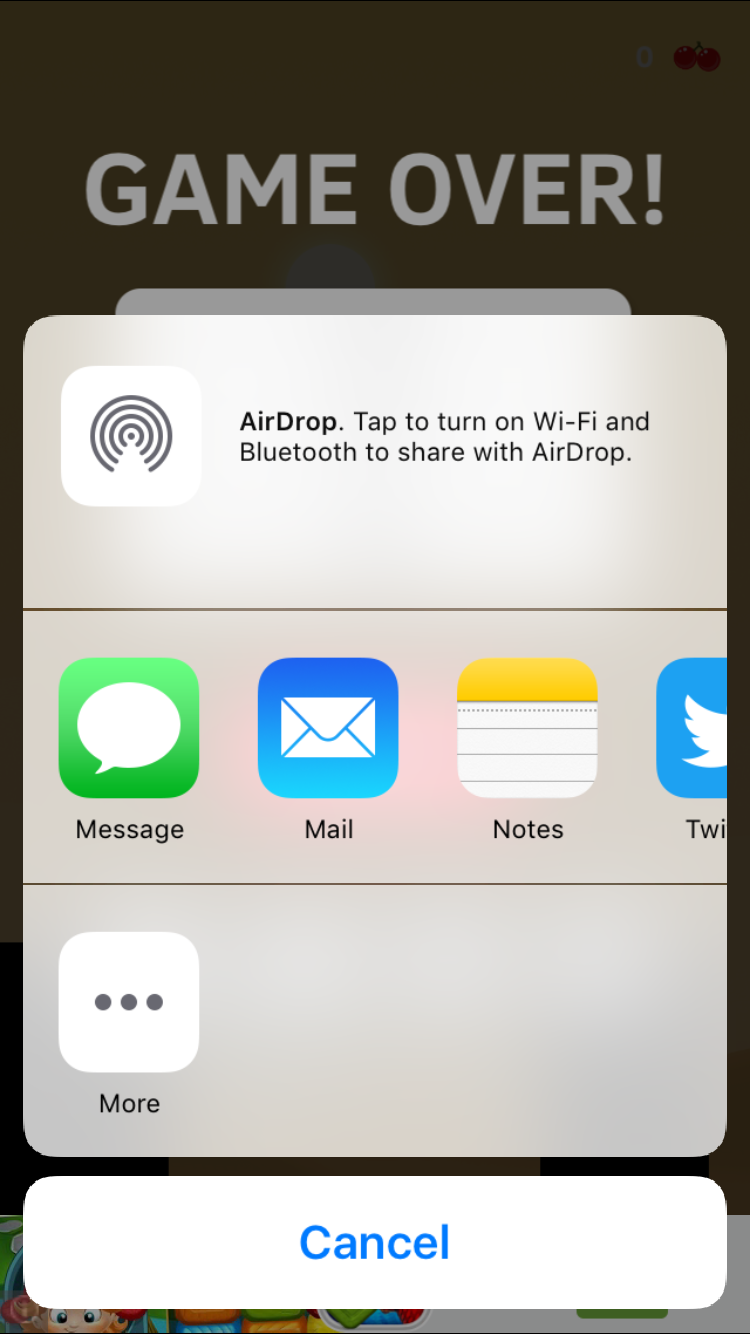 0
GAME OVER!
AirDrop. Tap to turn on Wi-Fi and
Bluetooth to share with AirDrop.
Message
Mail
Notes
Twi
More
Cancel